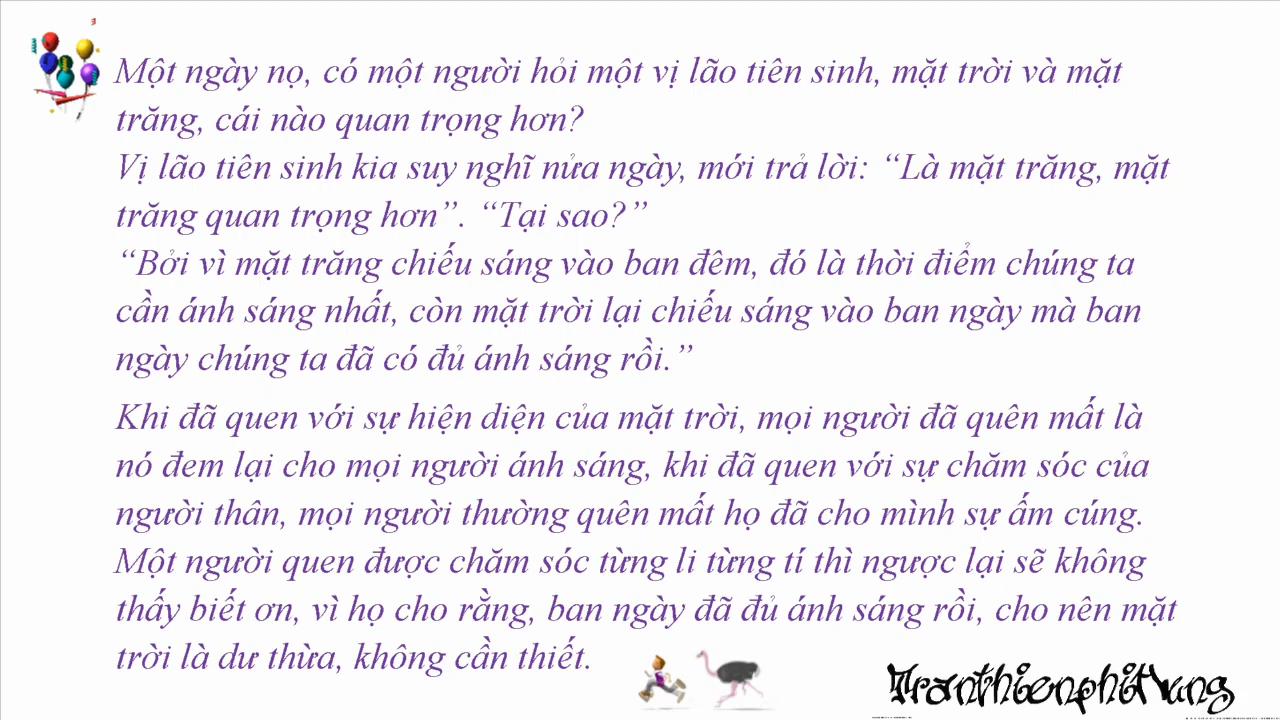 Một ngày nọ, có một người hỏi một vị lão tiên sinh, mặt trời và mặt
trăng, cái nào quan trọng hơn?
Vị lão tiên sinh kia suy nghĩ nửa ngày, mới trả lời: “Là mặt trăng, mặt
trăng quan trọng hơn”. “Tại sao?”
“Bởi vì mặt trăng chiếu sáng vào ban đêm, đó là thời điểm chúng ta
cần ánh sáng nhất, còn mặt trời lại chiếu sáng vào ban ngày mà ban
ngày chúng ta đã có đủ ánh sáng rồi.”
Khi đã quen với sự hiện diện của mặt trời, mọi người đã quên mất là
nó đem lại cho mọi người ánh sáng, khi đã quen với sự chăm sóc của
người thân, mọi người thường quên mất họ đã cho mình sự ấm cúng.
Một người quen được chăm sóc từng li từng tí thì ngược lại sẽ không
thấy biết ơn, vì họ cho rằng, ban ngày đã đủ ánh sáng rồi, cho nên mặt
trời là dư thừa, không cần thiết.